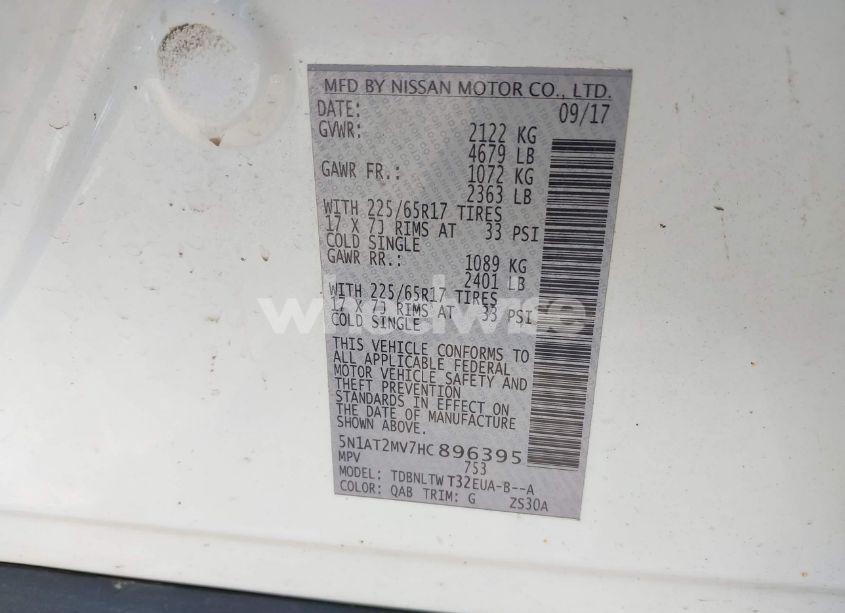 MFD BY NISSAN MOTOR CO., LTD.
DATE: 09/17
GVWR: 2122 KG
4679 LB
GAWR FR.: 1072 KG
2363 LB
WITH 225/65R17 TIRES
17 X 7J RIMS AT 33 PSI
COLD SINGLE
GAWR RR.: 1089 KG
2401 LB
WITH 225/65R17 TIRES
17 X 7J RIMS AT 33 PSI
COLD SINGLE
wheelwise
THIS VEHICLE CONFORMS TO
ALL APPLICABLE FEDERAL
MOTOR VEHICLE SAFETY AND
THEFT PREVENTION
STANDARDS IN EFFECT ON
THE DATE OF MANUFACTURE
SHOWN ABOVE.
5N1AT2MV7HC896395
MPV 753
MODEL: TDBNLTW T32EUA-B--A
COLOR: QAB TRIM: G ZS30A